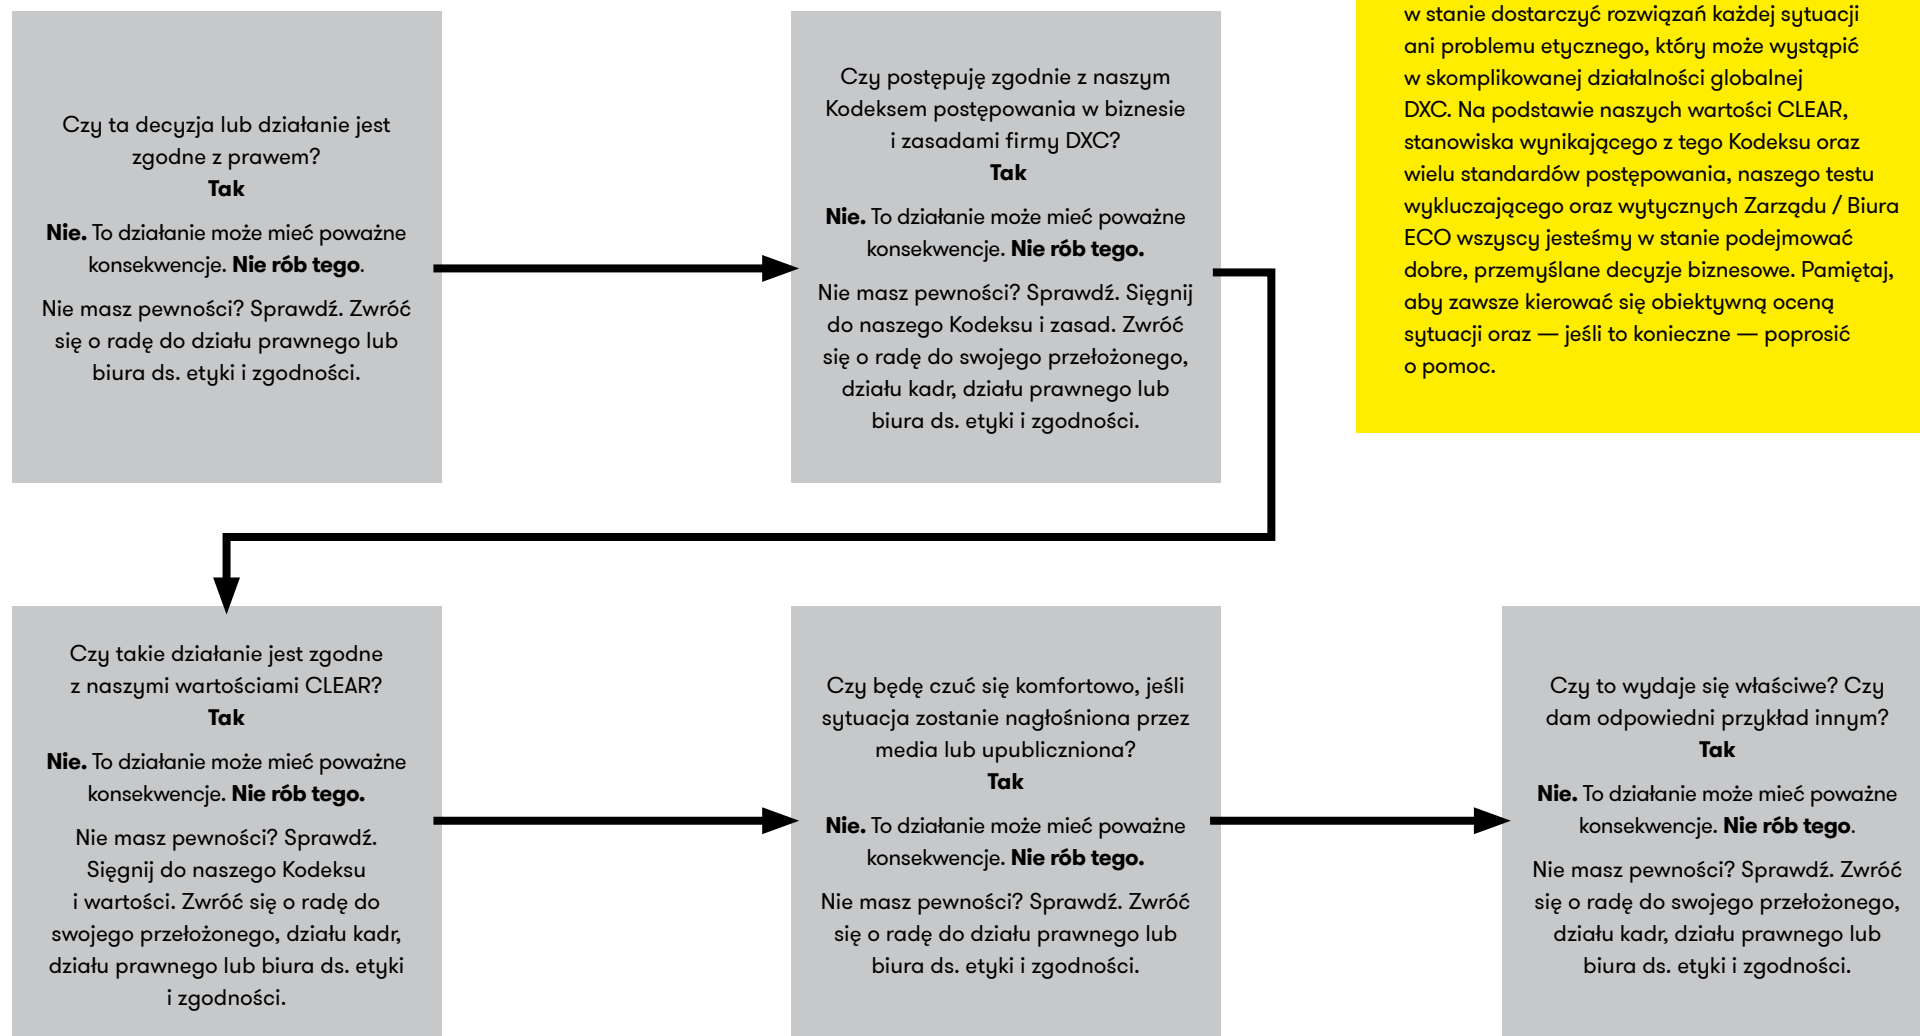 Czy ta decyzja lub działanie jest
zgodne z prawem?
Tak
Nie. To działanie może mieć poważne
konsekwencje. Nie rób tego.
Nie masz pewności? Sprawdź. Zwróć
się o radę do działu prawnego lub
biura ds. etyki i zgodności.
Czy postępuję zgodnie z naszym
Kodeksem postępowania w biznesie
i zasadami firmy DXC?
Tak
Nie. To działanie może mieć poważne
konsekwencje. Nie rób tego.
Nie masz pewności? Sprawdź. Sięgnij
do naszego Kodeksu i zasad. Zwróć
się o radę do swojego przełożonego,
działu kadr, działu prawnego lub
biura ds. etyki i zgodności.
w stanie dostarczyć rozwiązań każdej sytuacji
ani problemu etycznego, który może wystąpić
w skomplikowanej działalności globalnej
DXC. Na podstawie naszych wartości CLEAR,
stanowiska wynikającego z tego Kodeksu oraz
wielu standardów postępowania, naszego testu
wykluczającego oraz wytycznych Zarządu / Biura
ECO wszyscy jesteśmy w stanie podejmować
dobre, przemyślane decyzje biznesowe. Pamiętaj,
aby zawsze kierować się obiektywną oceną
sytuacji oraz — jeśli to konieczne — poprosić
o pomoc.
Czy takie działanie jest zgodne
z naszymi wartościami CLEAR?
Tak
Nie. To działanie może mieć poważne
konsekwencje. Nie rób tego.
Nie masz pewności? Sprawdź.
Sięgnij do naszego Kodeksu
i wartości. Zwróć się o radę do
swojego przełożonego, działu kadr,
działu prawnego lub biura ds. etyki
i zgodności.
Czy będę czuć się komfortowo, jeśli
sytuacja zostanie nagłośniona przez
media lub upubliczniona?
Tak
Nie. To działanie może mieć poważne
konsekwencje. Nie rób tego.
Nie masz pewności? Sprawdź. Zwróć
się o radę do działu prawnego lub
biura ds. etyki i zgodności.
Czy to wydaje się właściwe? Czy
dam odpowiedni przykład innym?
Tak
Nie. To działanie może mieć poważne
konsekwencje. Nie rób tego.
Nie masz pewności? Sprawdź. Zwróć
się o radę do swojego przełożonego,
działu kadr, działu prawnego lub
biura ds. etyki i zgodności.